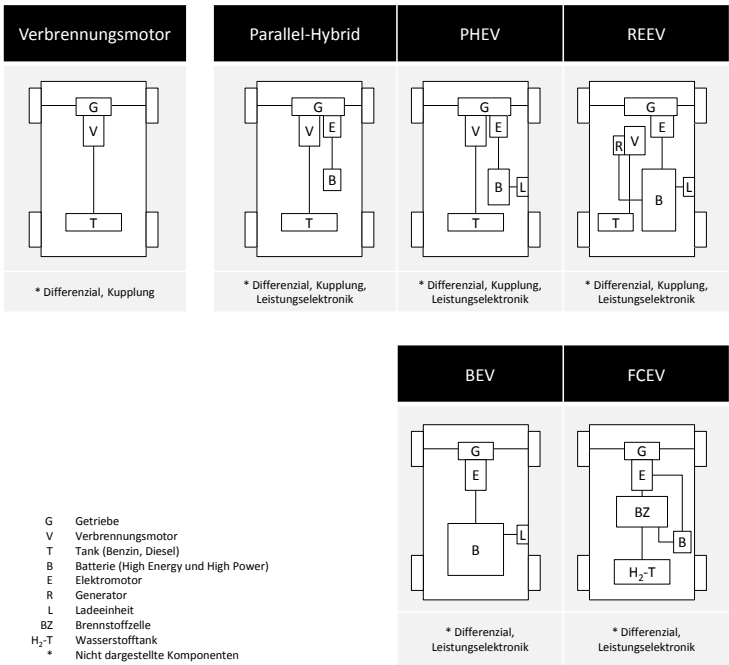 Verbrennungsmotor
Parallel-Hybrid
PHEV
REEV
G
V
T
* Differenzial, Kupplung
G
V
E
B
T
* Differenzial, Kupplung,
Leistungselektronik
G
V
E
B
L
T
* Differenzial, Kupplung,
Leistungselektronik
G
E
R
V
B
L
T
* Differenzial, Kupplung,
Leistungselektronik
BEV
FCEV
G
E
B
L
* Differenzial,
Leistungselektronik
G
E
BZ
B
H₂-T
* Differenzial,
Leistungselektronik
G Getriebe
V Verbrennungsmotor
T Tank (Benzin, Diesel)
B Batterie (High Energy und High Power)
E Elektromotor
R Generator
L Ladeeinheit
BZ Brennstoffzelle
H₂-T Wasserstofftank
* Nicht dargestellte Komponenten